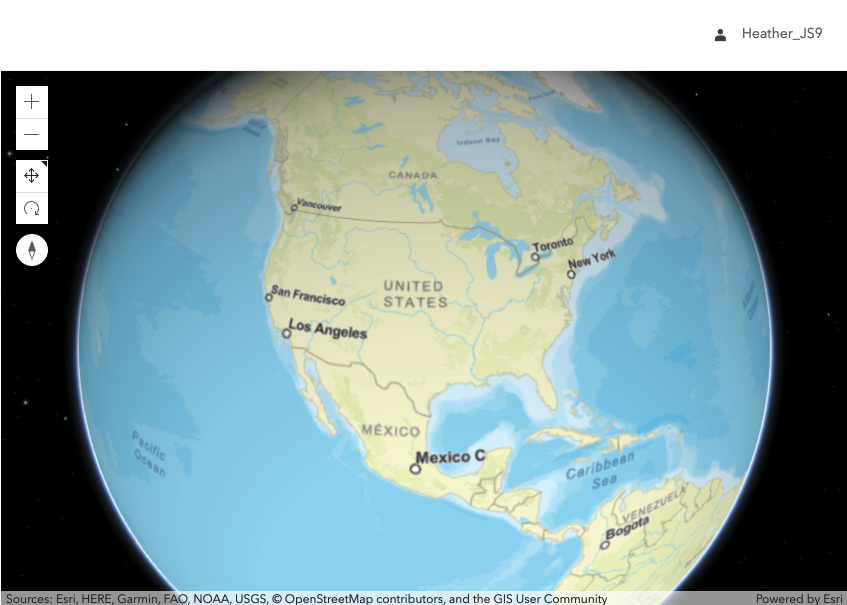 Heather_JS9
Hudson Bay
CANADA
Vancouver
Toronto
New York
San Francisco
UNITED
STATES
Los Angeles
MÉXICO
Mexico C
Pacific
Ocean
Caribbean
Sea
VENEZUELA
Bogota
Sources: Esri, HERE, Garmin, FAO, NOAA, USGS, © OpenStreetMap contributors, and the GIS User Community
Powered by Esri